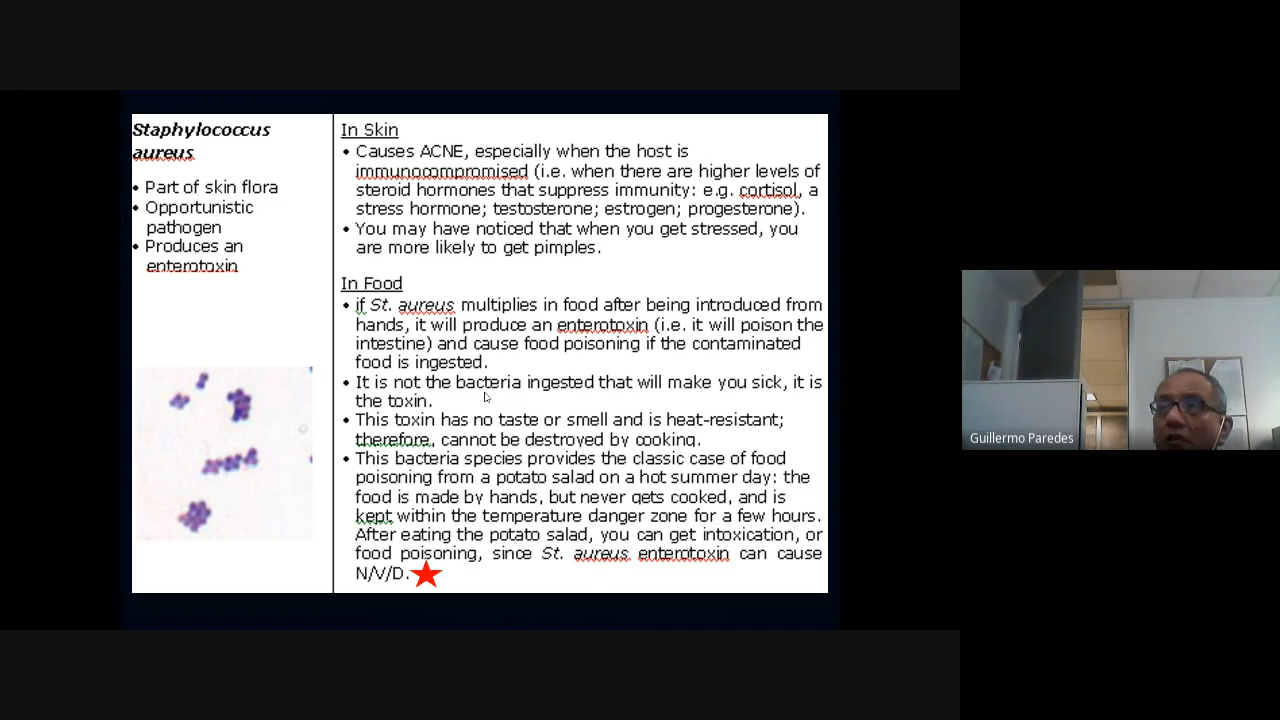 Staphylococcus
aureus
• Part of skin flora
• Opportunistic
pathogen
• Produces an
enterotoxin
In Skin
• Causes ACNE, especially when the host is
immunocompromised (i.e. when there are higher levels of
steroid hormones that suppress immunity: e.g. cortisol, a
stress hormone; testosterone; estrogen; progesterone).
• You may have noticed that when you get stressed, you
are more likely to get pimples.
In Food
• if St. aureus multiplies in food after being introduced from
hands, it will produce an enterotoxin (i.e. it will poison the
intestine) and cause food poisoning if the contaminated
food is ingested.
• It is not the bacteria ingested that will make you sick, it is
the toxin.
• This toxin has no taste or smell and is heat-resistant;
therefore, cannot be destroyed by cooking.
• This bacteria species provides the classic case of food
poisoning from a potato salad on a hot summer day: the
food is made by hands, but never gets cooked, and is
kept within the temperature danger zone for a few hours.
After eating the potato salad, you can get intoxication, or
food poisoning, since St. aureus enterotoxin can cause
N/V/D.
Guillermo Paredes